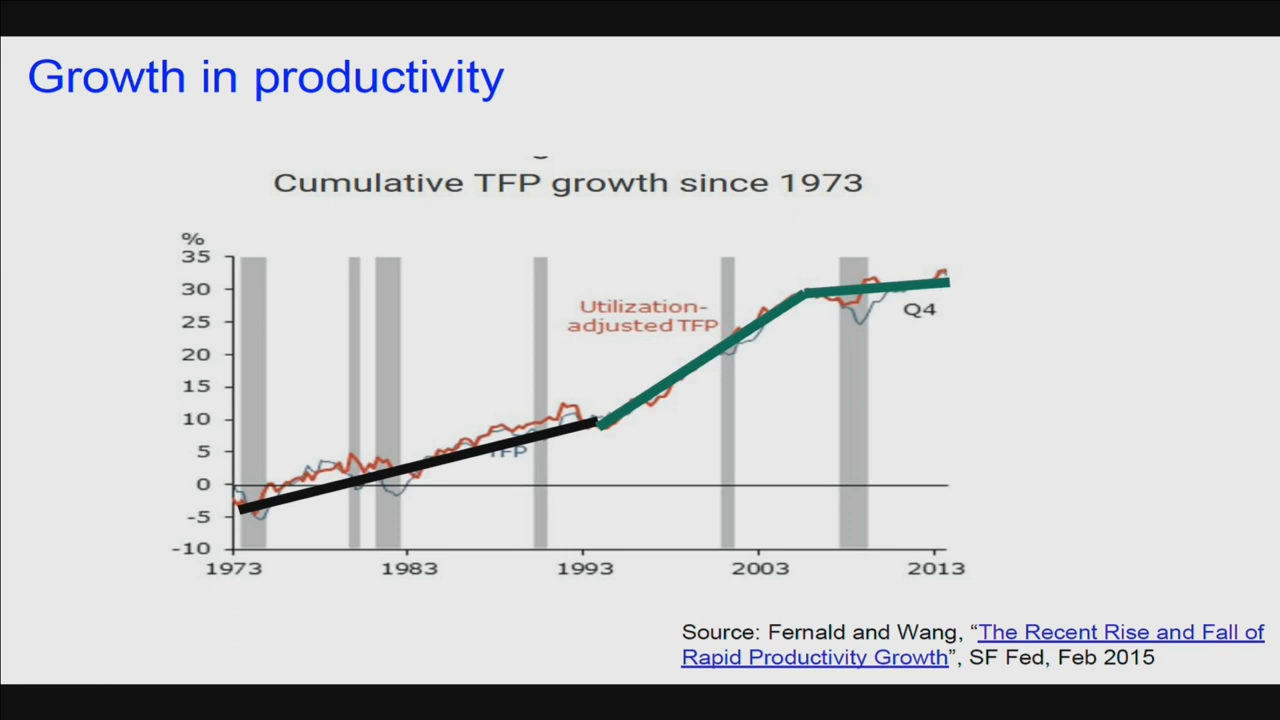 Growth in productivity
Cumulative TFP growth since 1973
%
35
30
25
20
15
10
5
0
-5
-10
Utilization-
adjusted TFP
TFP
Q4
1973 1983 1993 2003 2013
Source: Fernald and Wang, “The Recent Rise and Fall of
Rapid Productivity Growth”, SF Fed, Feb 2015